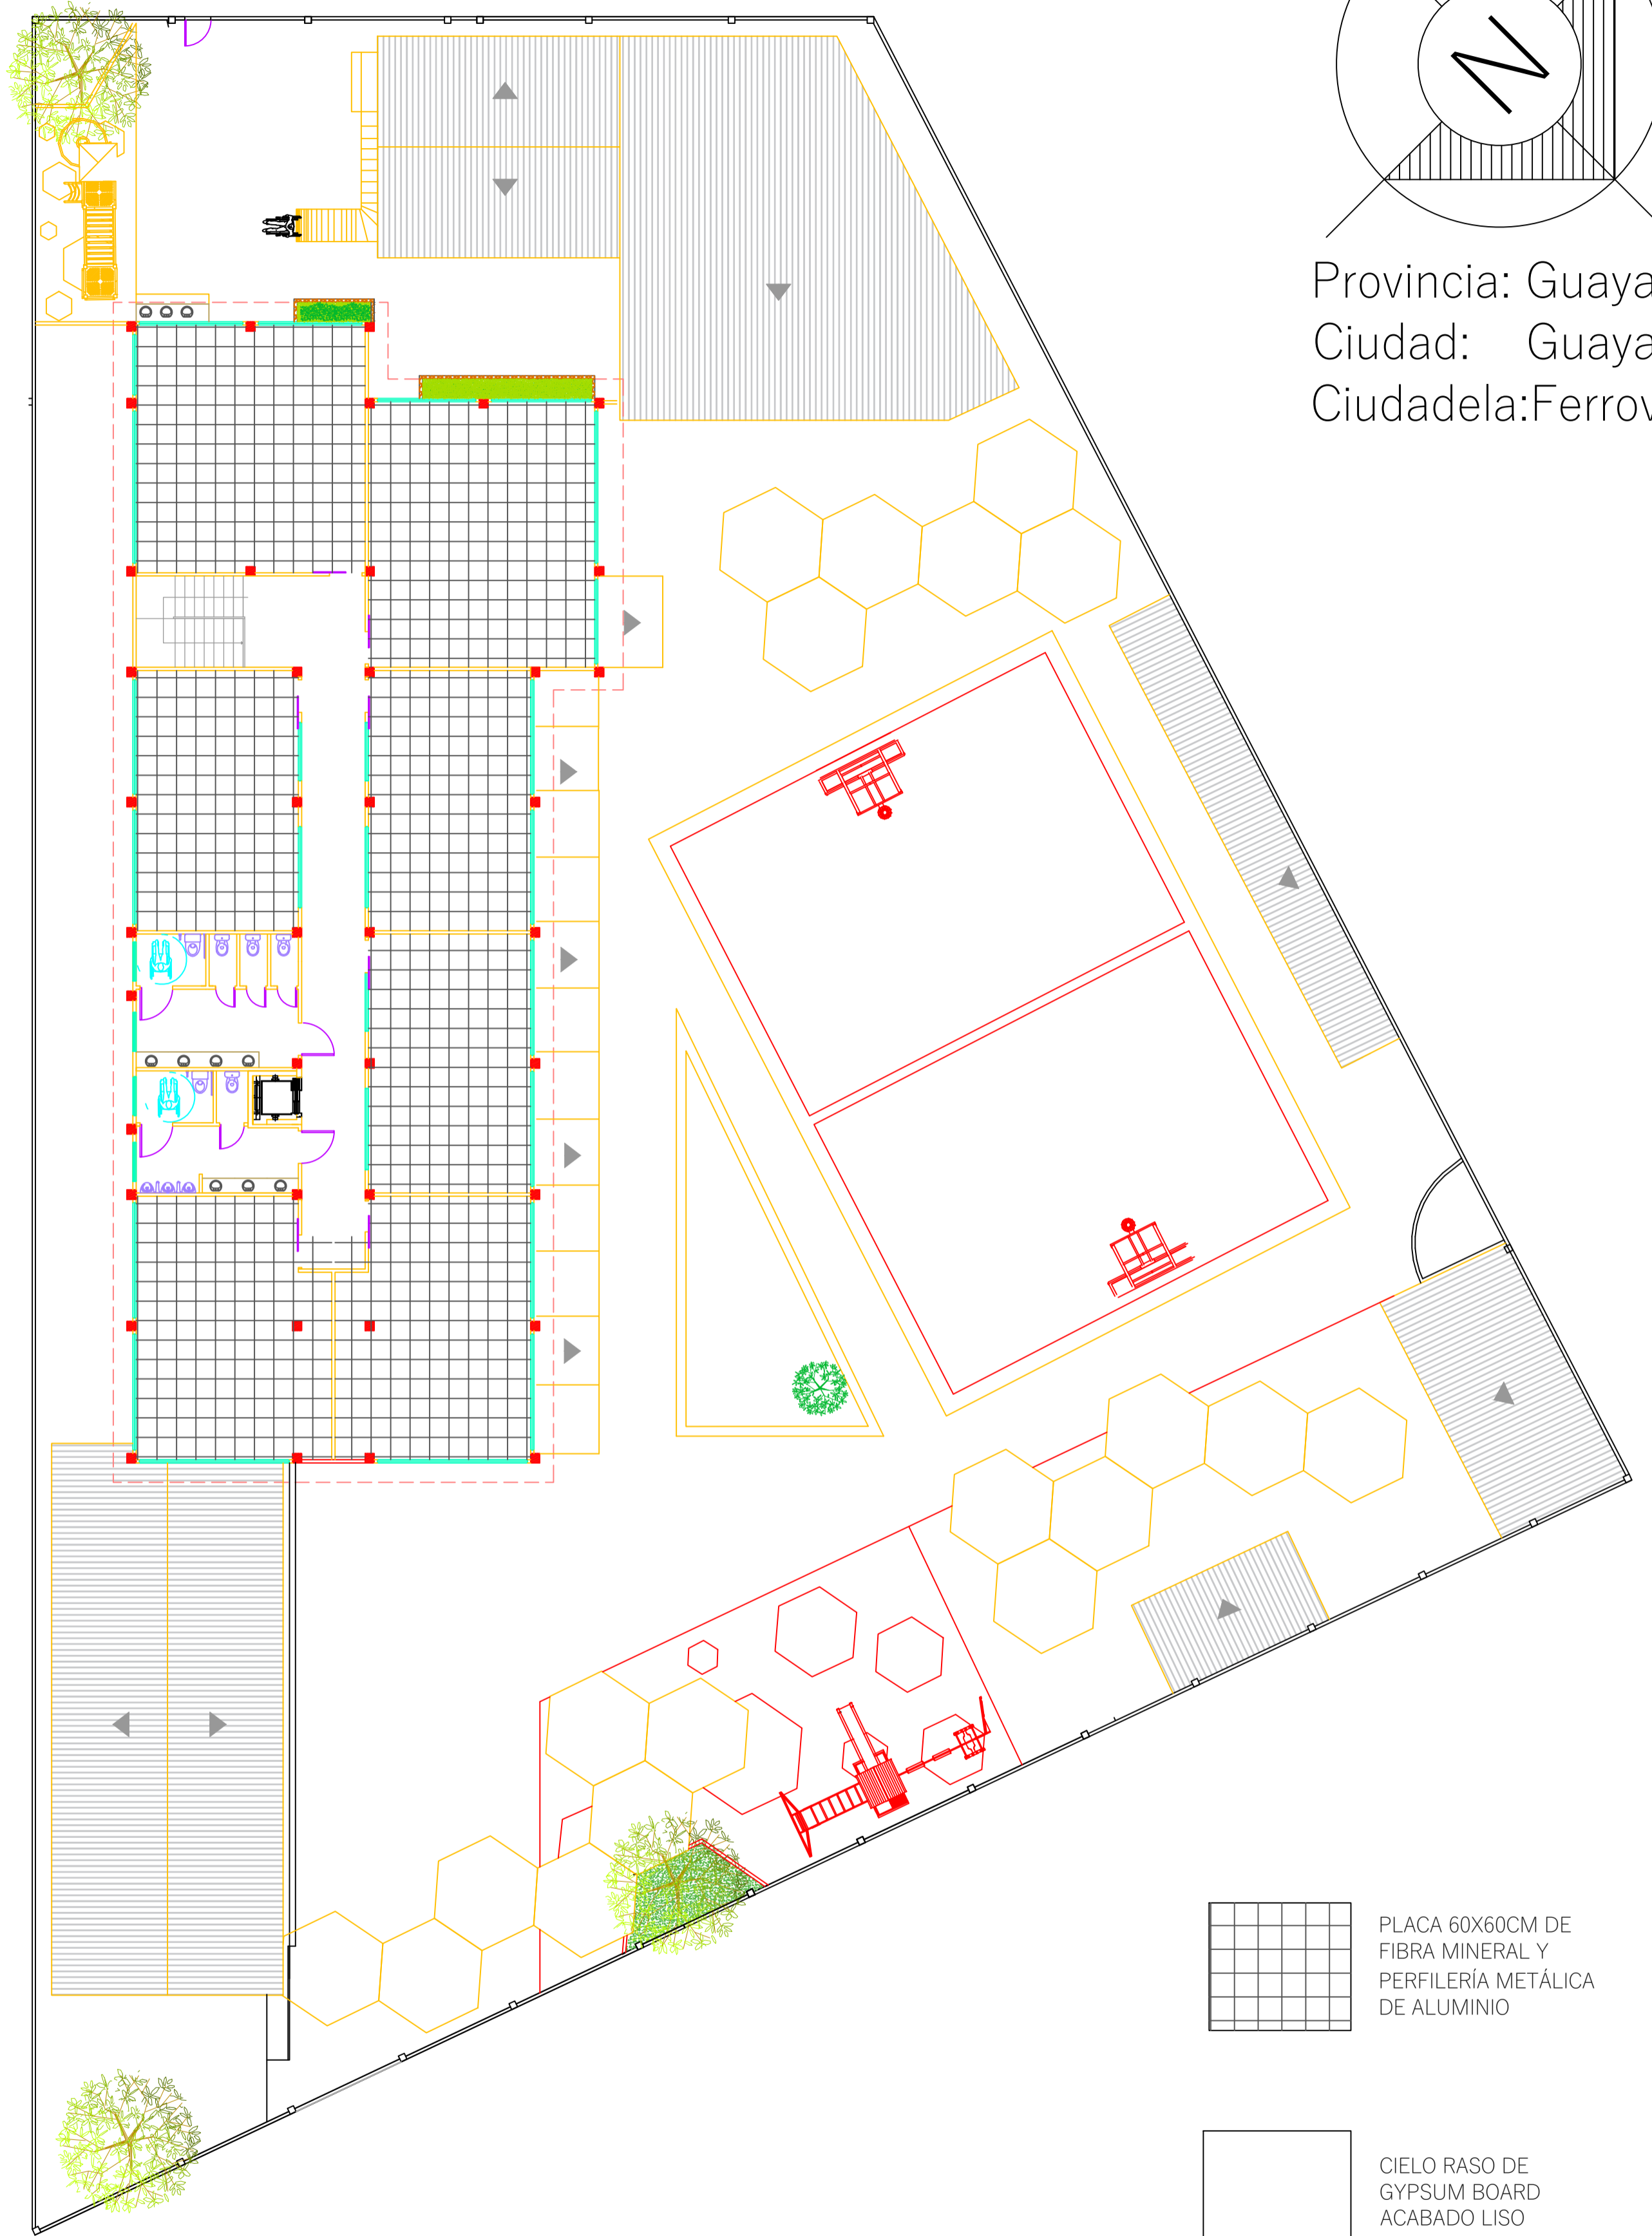 N
Provincia: Guaya
Ciudad: Guaya
Ciudadela:Ferrov
PLACA 60X60CM DE
FIBRA MINERAL Y
PERFILERÍA METÁLICA
DE ALUMINIO
CIELO RASO DE
GYPSUM BOARD
ACABADO LISO